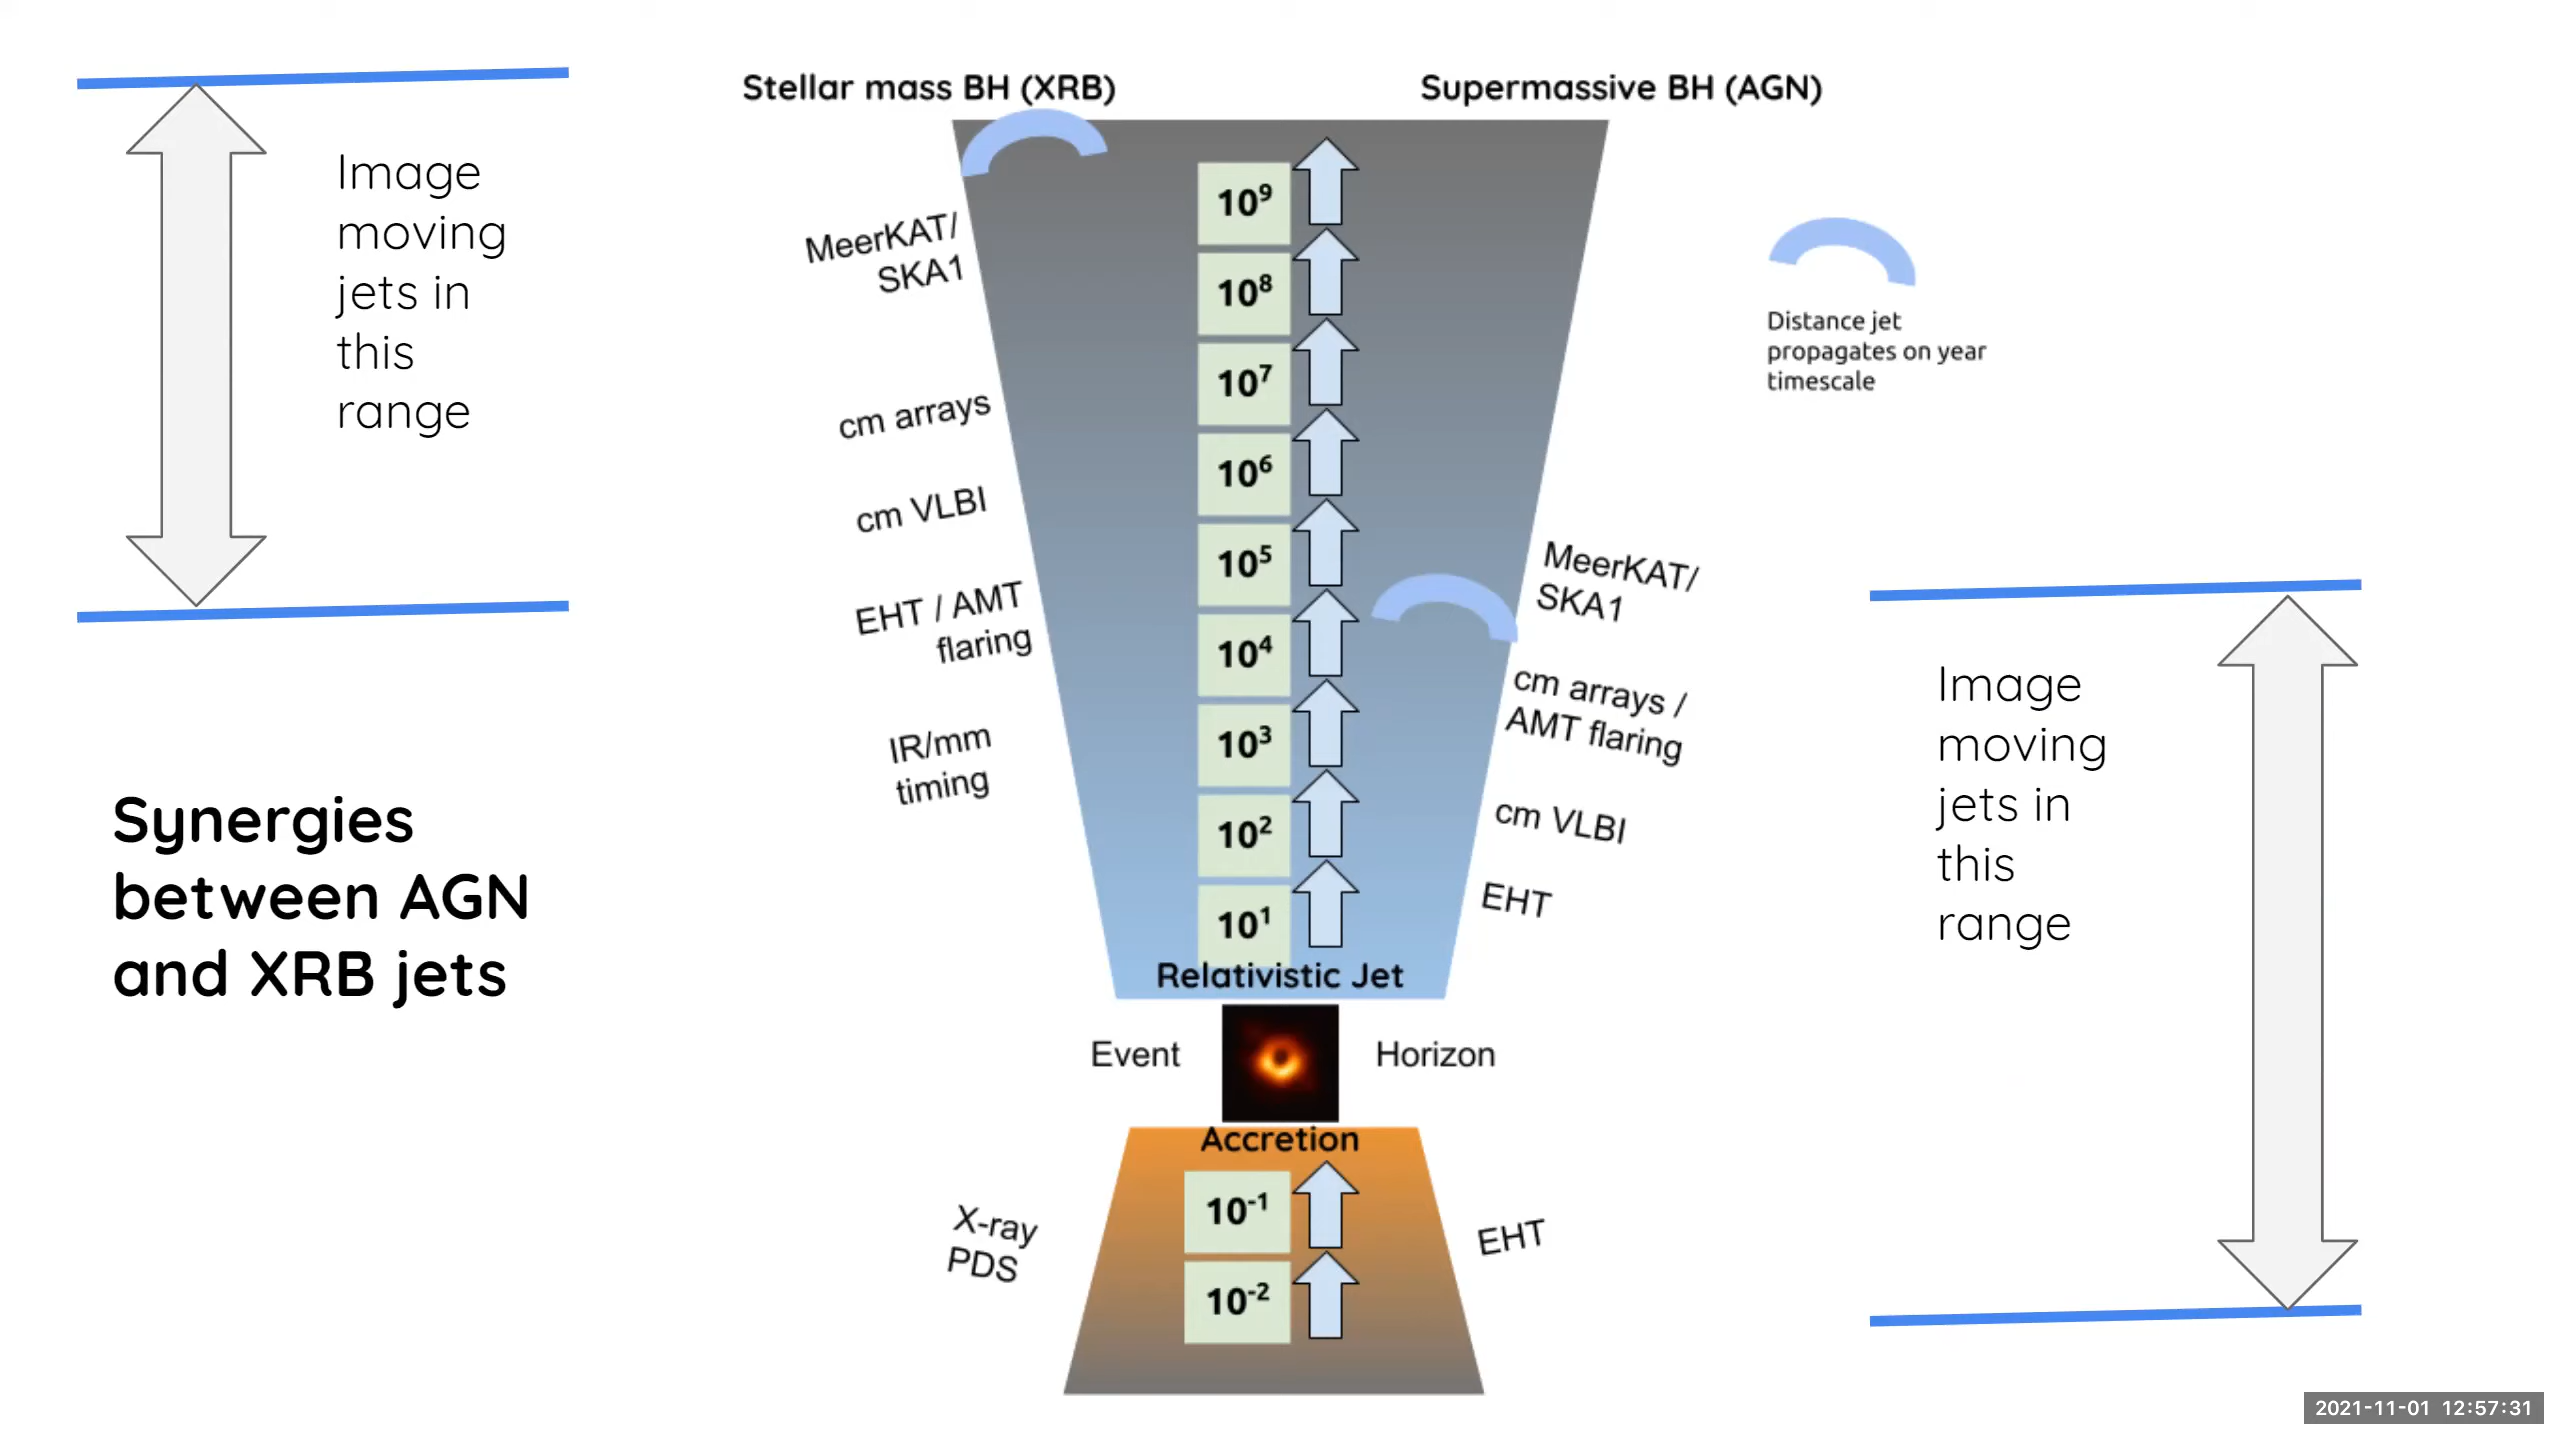 Stellar mass BH (XRB)
Supermassive BH (AGN)
Image
moving
jets in
this
range
MeerKAT/
SKA1
cm arrays
cm VLBI
EHT / AMT
flaring
IR/mm
timing
Synergies
between AGN
and XRB jets
10⁹
10⁸
10⁷
10⁶
10⁵
10⁴
10³
10²
10¹
Relativistic Jet
Event
Horizon
Accretion
10⁻¹
10⁻²
X-ray
PDS
EHT
Distance jet
propagates on year
timescale
MeerKAT/
SKA1
cm arrays /
AMT flaring
cm VLBI
EHT
Image
moving
jets in
this
range
2021-11-01 12:57:31